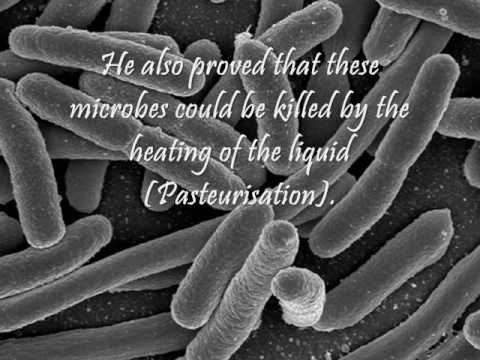 He also proved that these
microbes could be killed by the
heating of the liquid
(Pasteurisation).